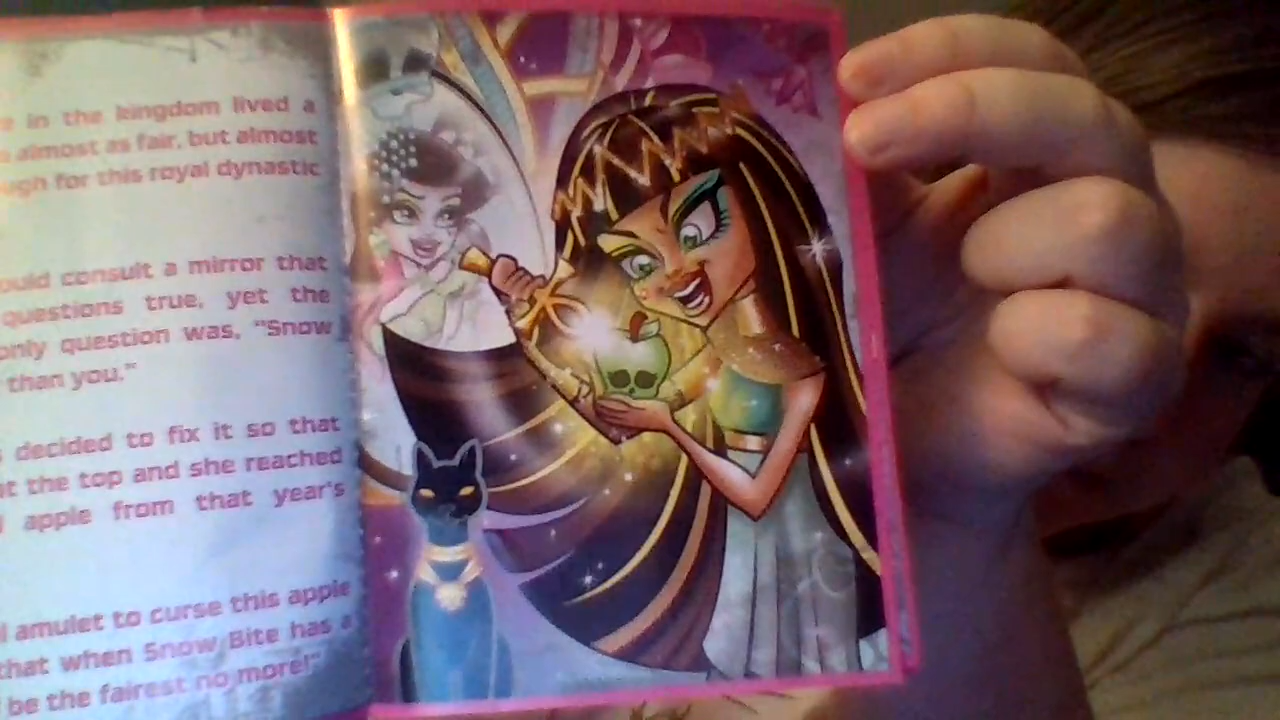 in the kingdom lived a
almost as fair, but almost
for this royal dynastic
consult a mirror that
questions true, yet the
only question was, "Snow
than you."
decided to fix it so that
the top and she reached
apple from that year's
amulet to curse this apple
that when Snow Bite has a
be the fairest no more!"